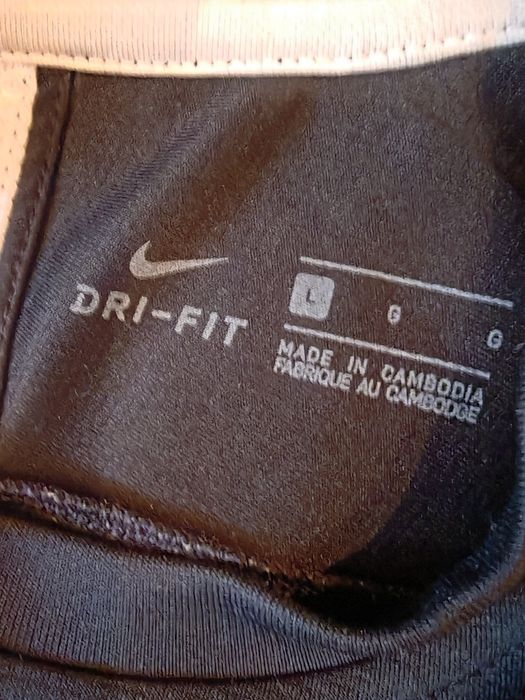 DRI-FIT
L G G
MADE IN CAMBODIA
FABRIQUE AU CAMBODGE